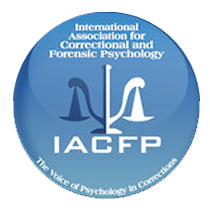 International
Association for
Correctional and
Forensic Psychology
IACFP
The Voice of Psychology in Corrections